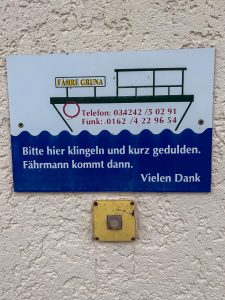 FÄHRE GRUNA
Telefon: 034242 /5 02 91
Funk: 0162 /4 22 96 54
Bitte hier klingeln und kurz gedulden.
Fährmann kommt dann.
Vielen Dank